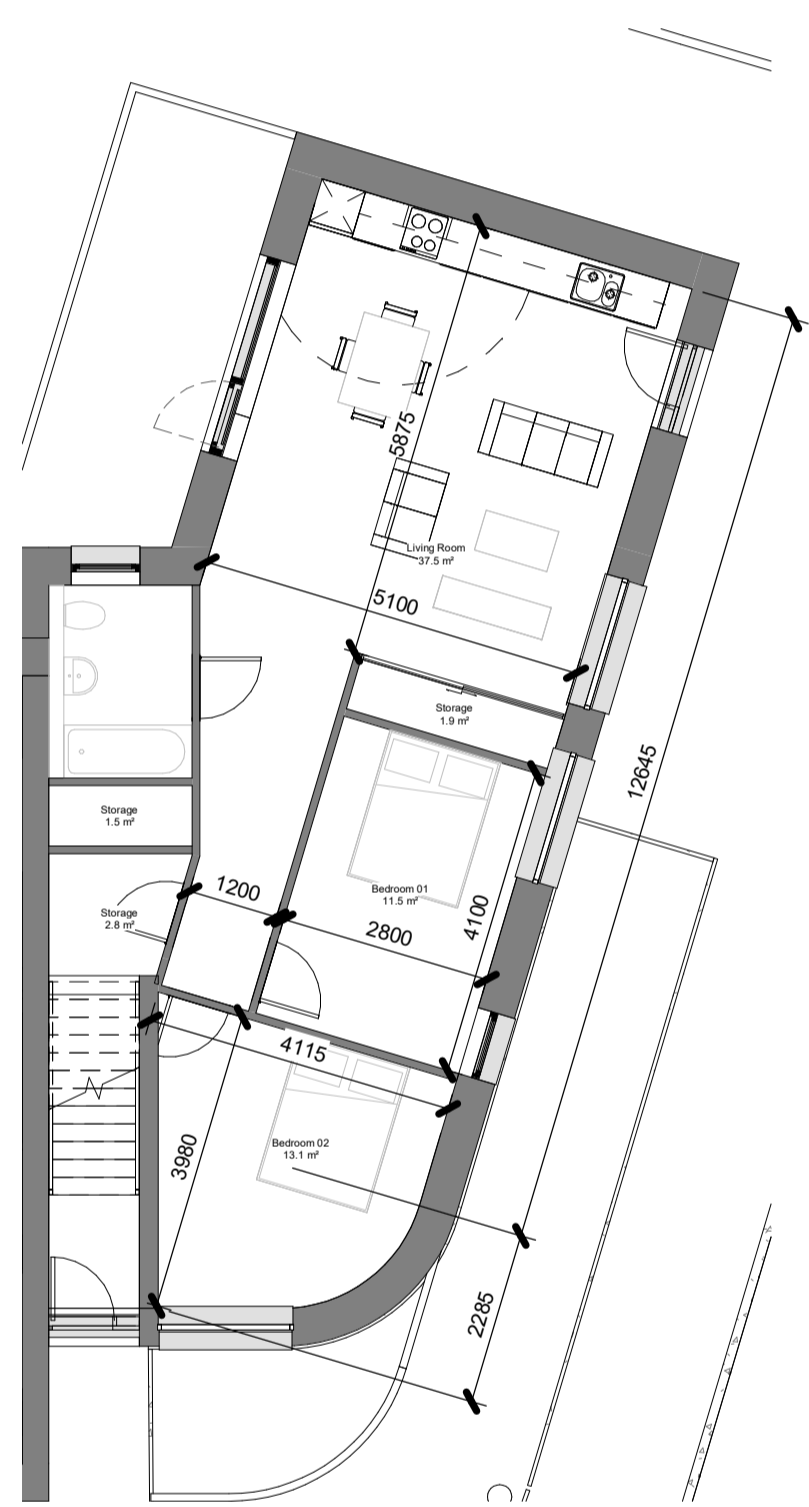 5875
Living Room
37.5 m²
5100
Storage
1.9 m²
12645
Storage
1.5 m²
1200
Bedroom 01
11.5 m²
4100
Storage
2.8 m²
2800
4115
Bedroom 02
13.1 m²
3980
2285